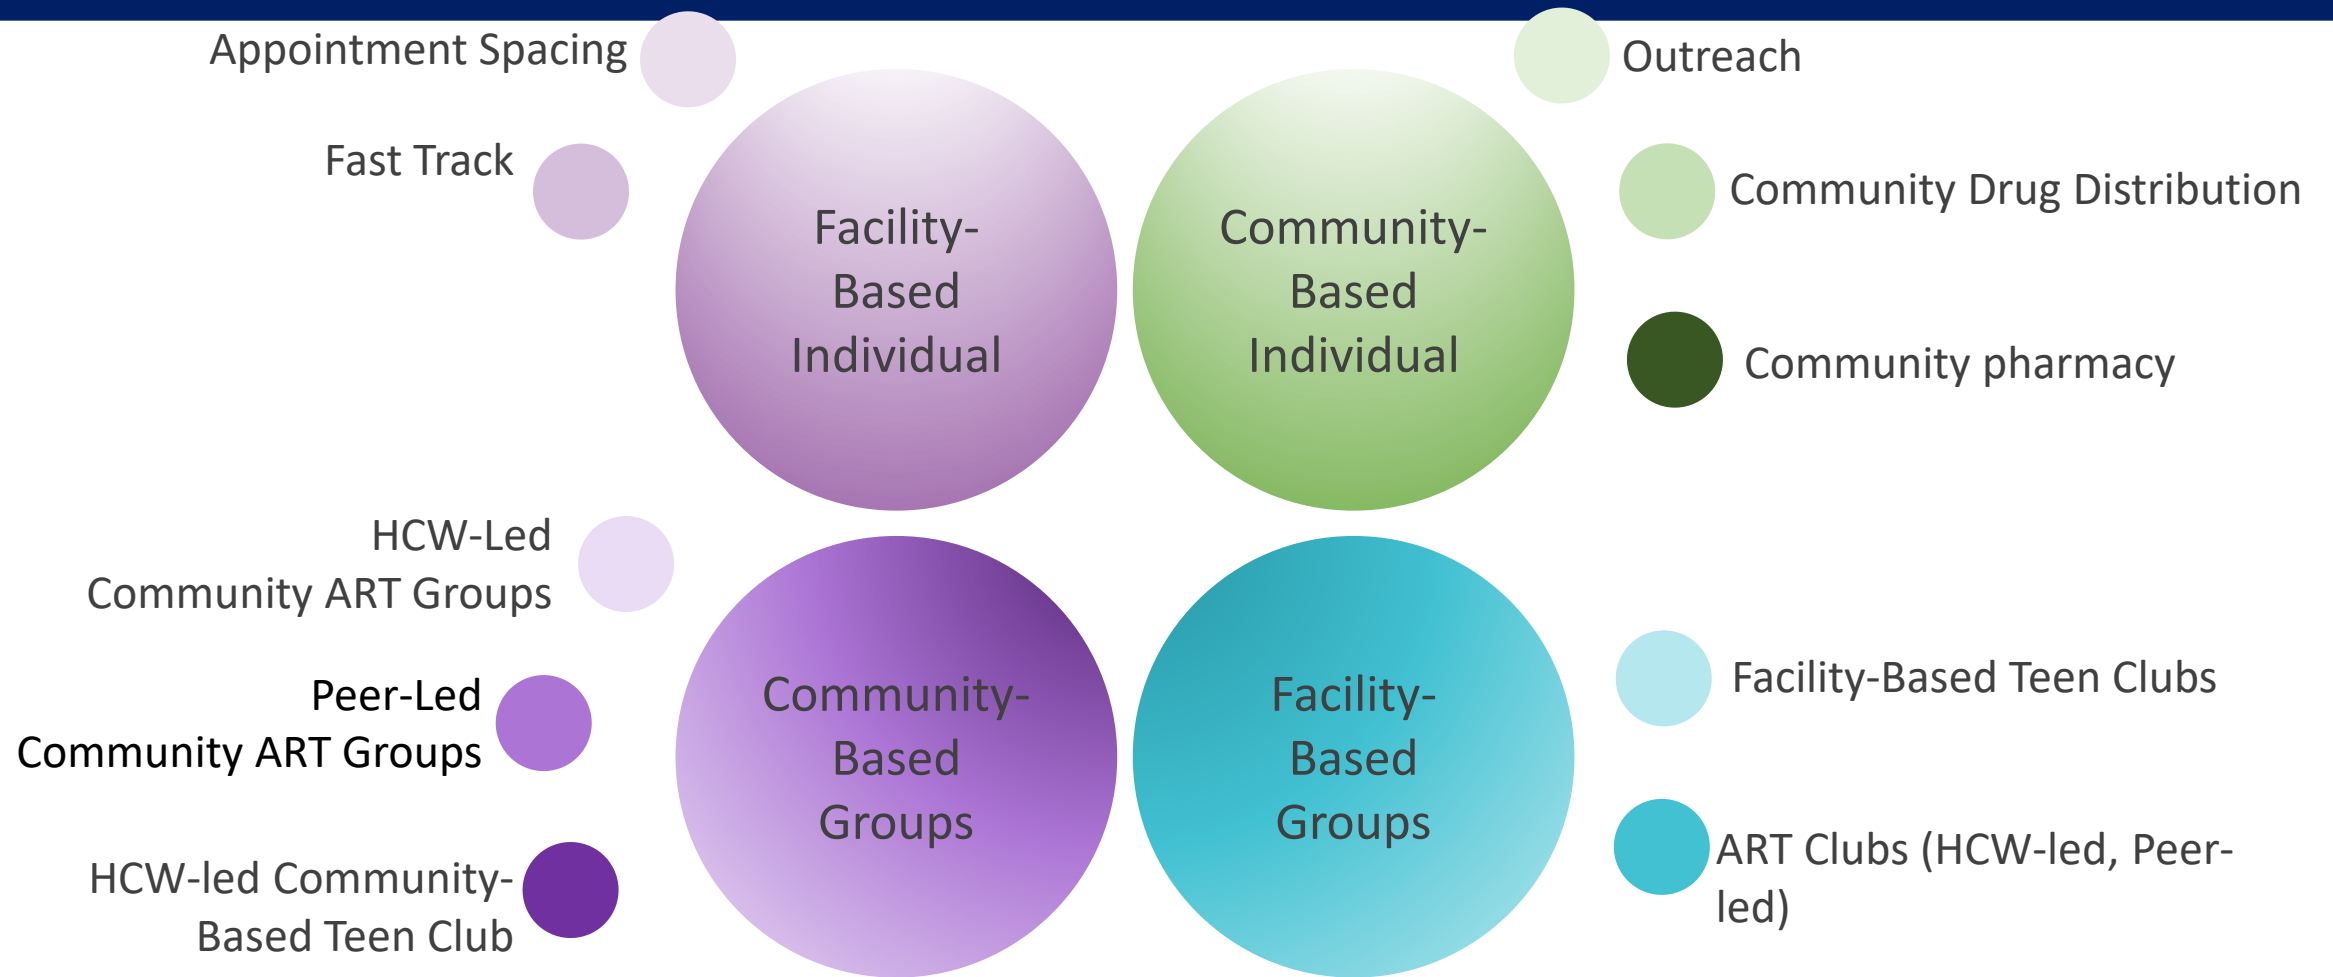 Appointment Spacing
Fast Track
Facility-
Based
Individual
Community-
Based
Individual
Outreach
Community Drug Distribution
Community pharmacy
HCW-Led
Community ART Groups
Peer-Led
Community ART Groups
HCW-led Community-
Based Teen Club
Community-
Based
Groups
Facility-
Based
Groups
Facility-Based Teen Clubs
ART Clubs (HCW-led, Peer-
led)